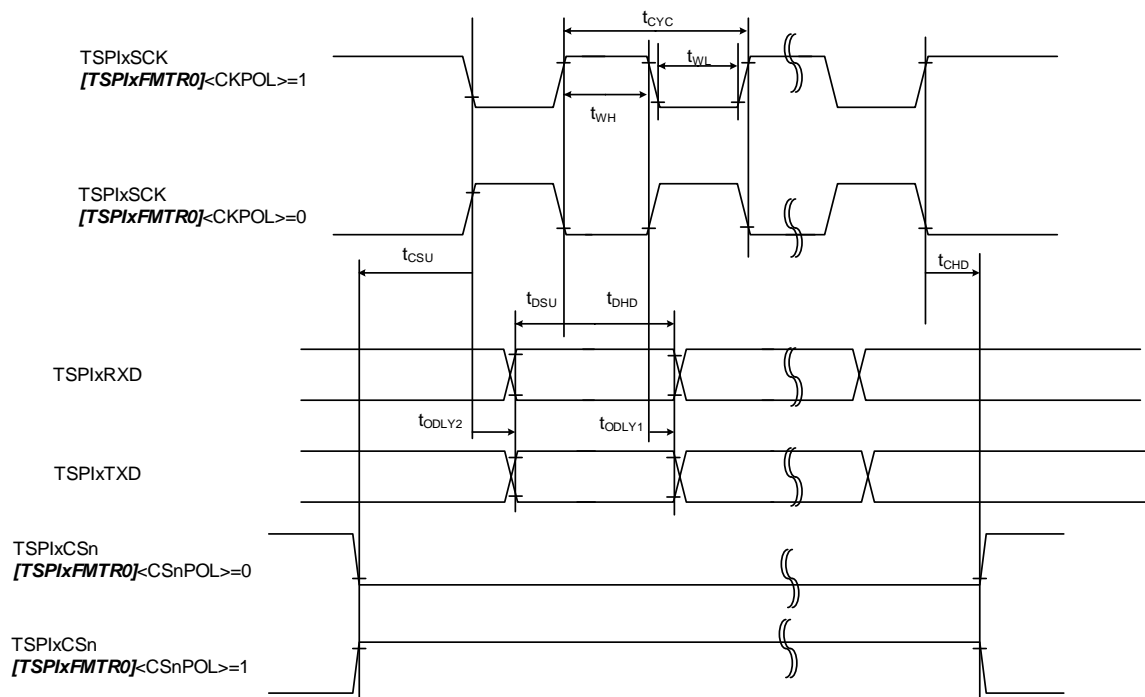 tCYC
TSPIxSCK
[TSPIxFMTR0]<CKPOL>=1
tWL
tWH
TSPIxSCK
[TSPIxFMTR0]<CKPOL>=0
tCSU
tCHD
tDSU
tDHD
TSPIxRXD
tODLY2
tODLY1
TSPIxTXD
TSPIxCSn
[TSPIxFMTR0]<CSnPOL>=0
TSPIxCSn
[TSPIxFMTR0]<CSnPOL>=1